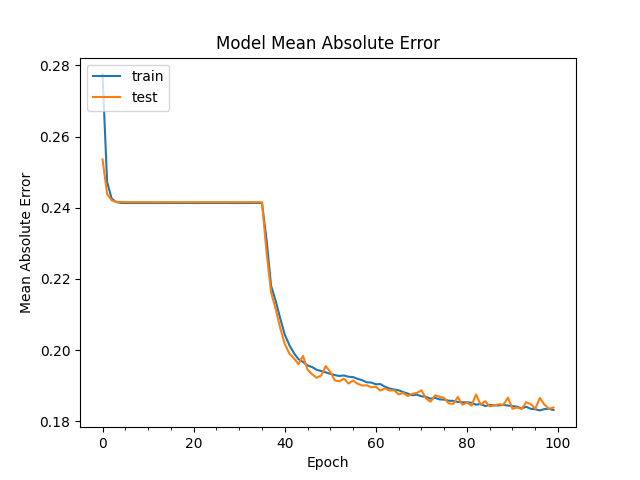 Model Mean Absolute Error
train
test
0.28
0.26
0.24
0.22
0.20
0.18
Mean Absolute Error
0 20 40 60 80 100
Epoch